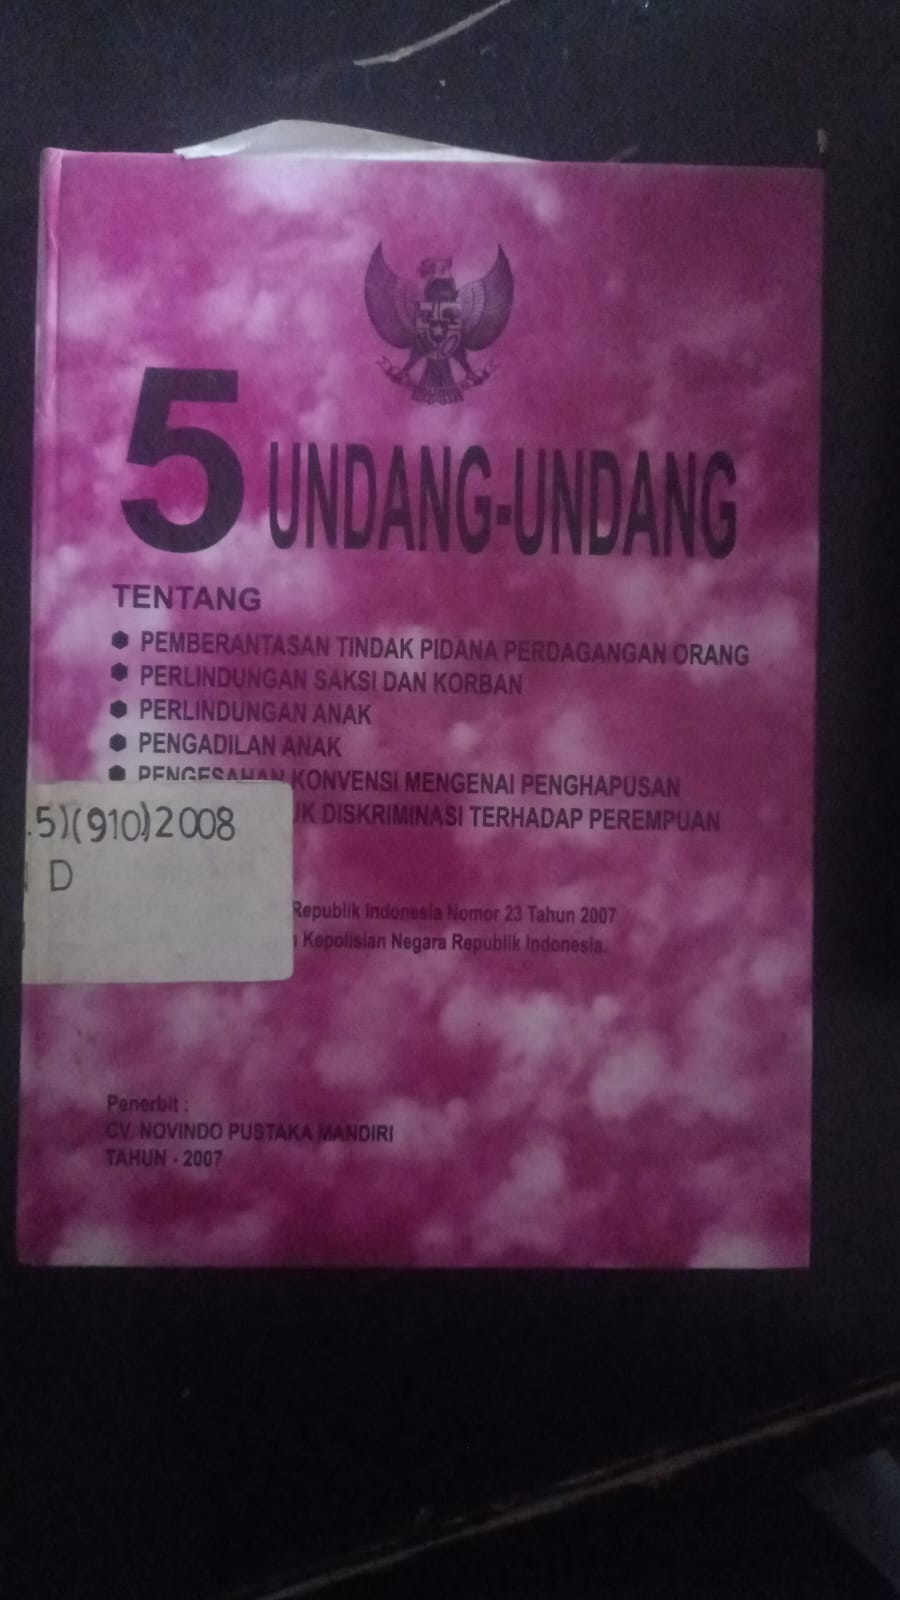 5 UNDANG-UNDANG
TENTANG
PEMBERANTASAN TINDAK PIDANA PERDAGANGAN ORANG
PERLINDUNGAN SAKSI DAN KORBAN
PERLINDUNGAN ANAK
PENGADILAN ANAK
PENGESAHAN KONVENSI MENGENAI PENGHAPUSAN
DISKRIMINASI TERHADAP PEREMPUAN
.5)(910)2008
D
Republik Indonesia Nomor 23 Tahun 2007
Kepolisian Negara Republik Indonesia.
Penerbit :
CV. NOVINDO PUSTAKA MANDIRI
TAHUN - 2007